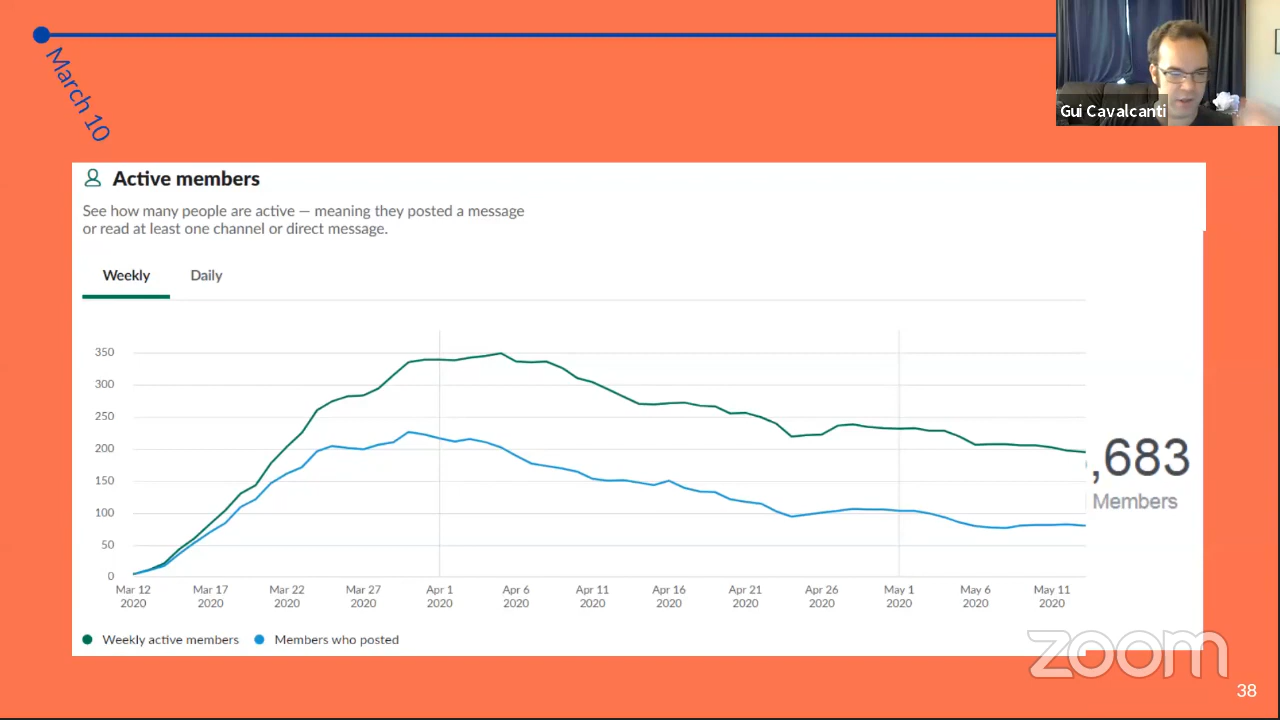 March 10
Gui Cavalcanti
Active members
See how many people are active — meaning they posted a message
or read at least one channel or direct message.
Weekly Daily
350
300
250
200
150
100
50
0
,683
Members
Mar 12 Mar 17 Mar 22 Mar 27 Apr 1 Apr 6 Apr 11 Apr 16 Apr 21 Apr 26 May 1 May 6 May 11
2020 2020 2020 2020 2020 2020 2020 2020 2020 2020 2020 2020 2020
Weekly active members Members who posted
zoom
38